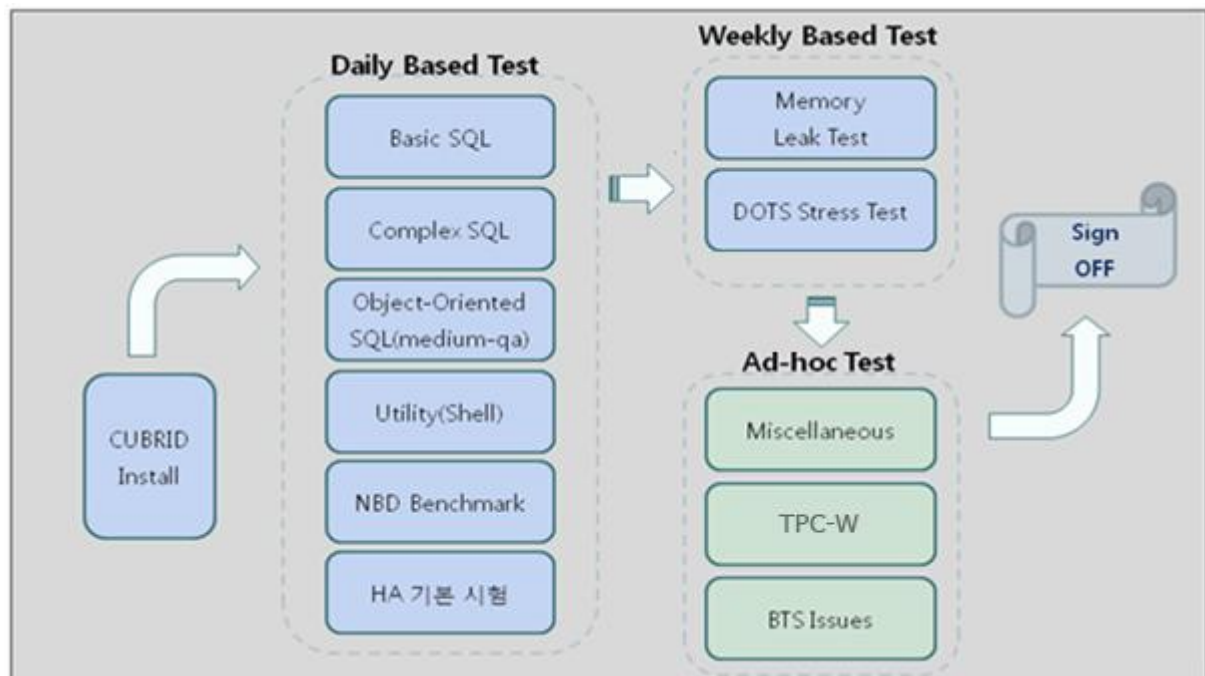 CUBRID
Install
Daily Based Test
Basic SQL
Complex SQL
Object-Oriented
SQL(medium-qa)
Utility(Shell)
NBD Benchmark
HA 기본 시험
Weekly Based Test
Memory
Leak Test
DOTS Stress Test
Ad-hoc Test
Miscellaneous
TPC-W
BTS Issues
Sign
OFF